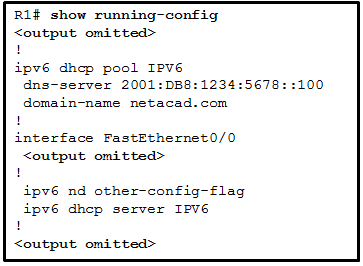 R1# show running-config
<output omitted>
!
ipv6 dhcp pool IPV6
dns-server 2001:DB8:1234:5678::100
domain-name netacad.com
!
interface FastEthernet0/0
<output omitted>
!
ipv6 nd other-config-flag
ipv6 dhcp server IPV6
!
<output omitted>